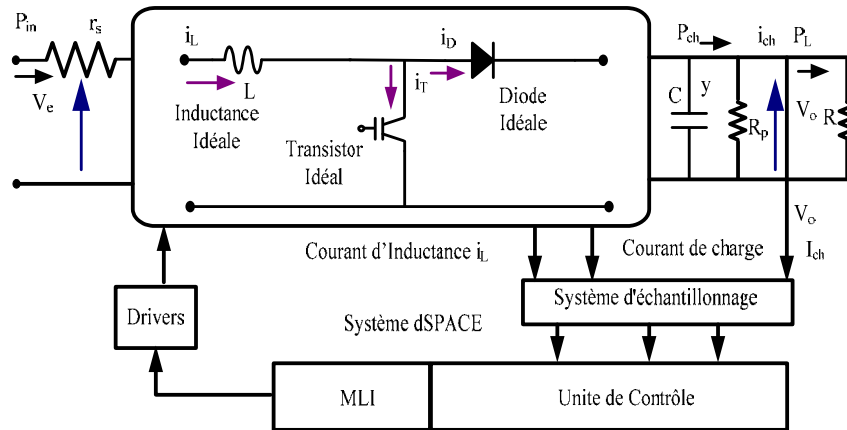 P_in
r_s
V_e
i_L
L
Inductance
Idéale
i_T
i_D
Transistor
Idéal
Diode
Idéale
P_ch
i_ch
P_L
C
y
R_p
V_o
R
V_o
I_ch
Courant d'Inductance i_L
Courant de charge
Drivers
Système dSPACE
Système d'échantillonnage
MLI
Unite de Contrôle